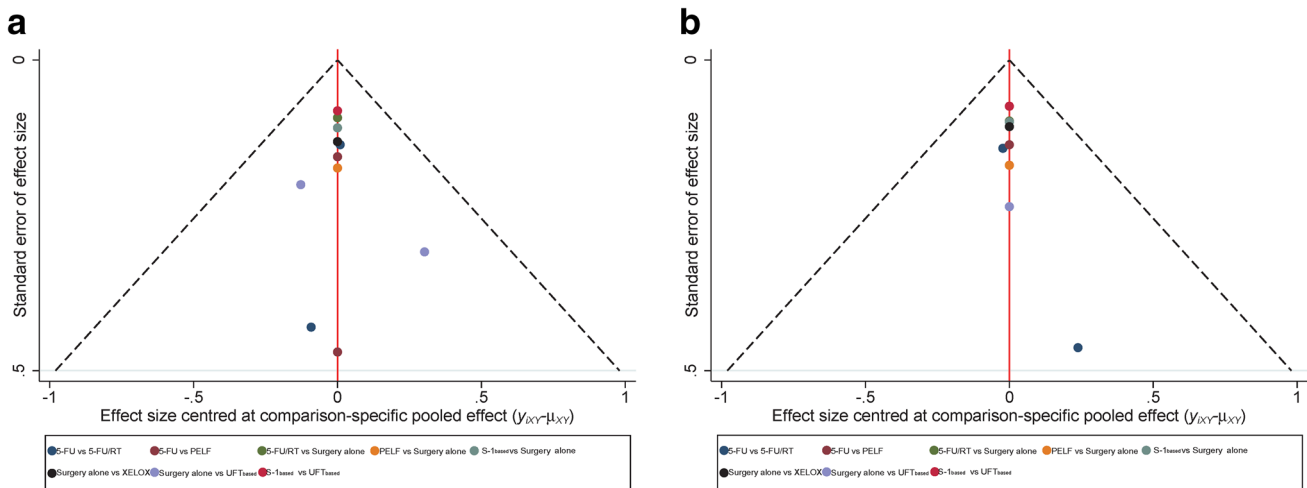 a
b
0
.5
Standard error of effect size
-1
-.5
0
.5
1
Effect size centred at comparison-specific pooled effect (yiXY-μXY)
5-FU vs 5-FU/RT
5-FU vs PELF
5-FU/RT vs Surgery alone
PELF vs Surgery alone
S-1based vs Surgery alone
Surgery alone vs XELOX
Surgery alone vs UFTbased
S-1based vs UFTbased
0
.5
Standard error of effect size
-1
-.5
0
.5
1
Effect size centred at comparison-specific pooled effect (yiXY-μXY)
5-FU vs 5-FU/RT
5-FU vs PELF
5-FU/RT vs Surgery alone
PELF vs Surgery alone
S-1based vs Surgery alone
Surgery alone vs XELOX
Surgery alone vs UFTbased
S-1based vs UFTbased